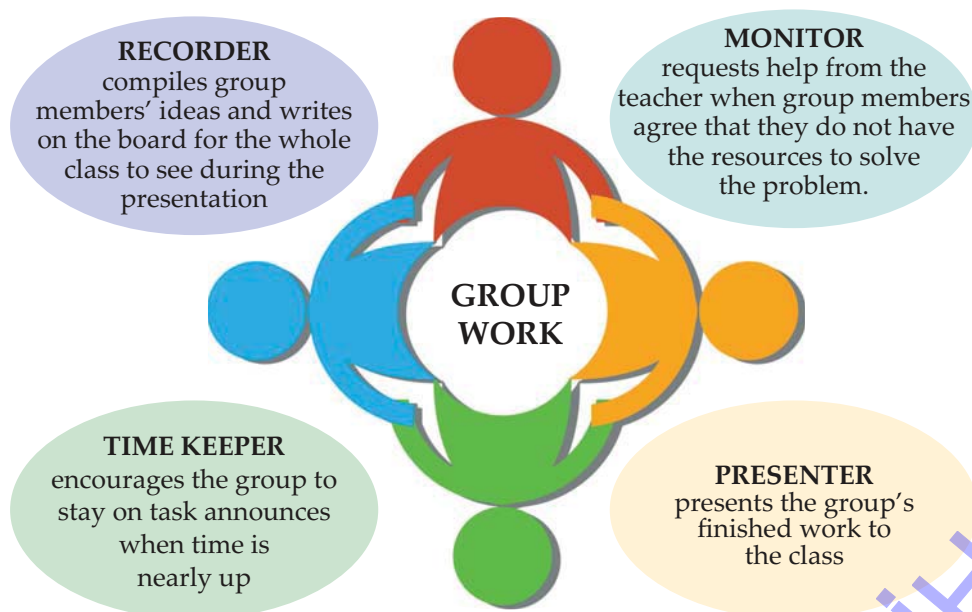 RECORDER
compiles group
members' ideas and writes
on the board for the whole
class to see during the
presentation
MONITOR
requests help from the
teacher when group members
agree that they do not have
the resources to solve
the problem.
GROUP
WORK
TIME KEEPER
encourages the group to
stay on task announces
when time is
nearly up
PRESENTER
presents the group's
finished work to
the class